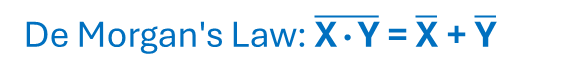 De Morgan's Law: X̅ ̅·̅ ̅Y̅ = X̅ + Y̅